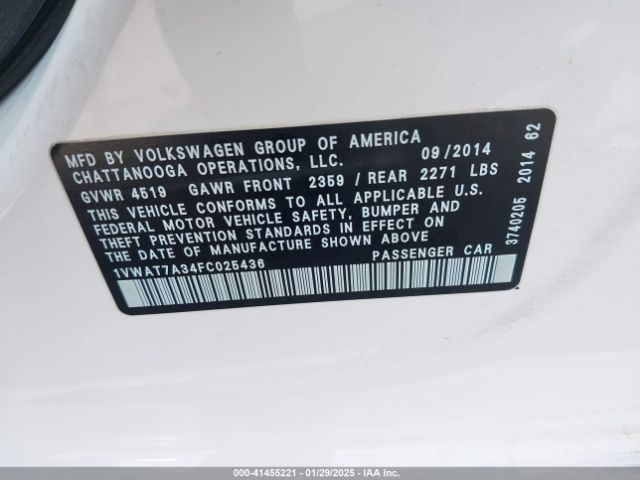 MFD BY VOLKSWAGEN GROUP OF AMERICA
CHATTANOOGA OPERATIONS, LLC. 09/2014
GVWR 4519 GAWR FRONT 2359 / REAR 2271 LBS
THIS VEHICLE CONFORMS TO ALL APPLICABLE U.S.
FEDERAL MOTOR VEHICLE SAFETY, BUMPER AND
THEFT PREVENTION STANDARDS IN EFFECT ON
THE DATE OF MANUFACTURE SHOWN ABOVE
1VWAT7A34FC025436 PASSENGER CAR
3740205 2014 62
000-41455221 | 01/29/2025 | IAA Inc.